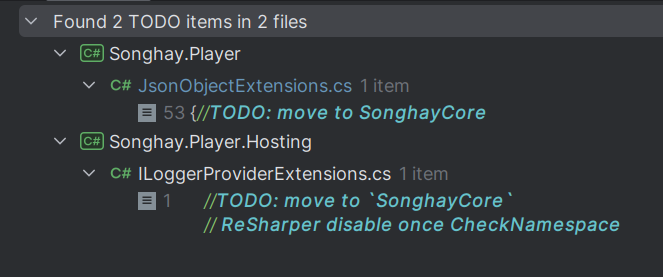 Found 2 TODO items in 2 files
C# Songhay.Player
C# JsonObjectExtensions.cs 1 item
53 {//TODO: move to SonghayCore
C# Songhay.Player.Hosting
C# ILoggerProviderExtensions.cs 1 item
1 //TODO: move to `SonghayCore`
// ReSharper disable once CheckNamespace